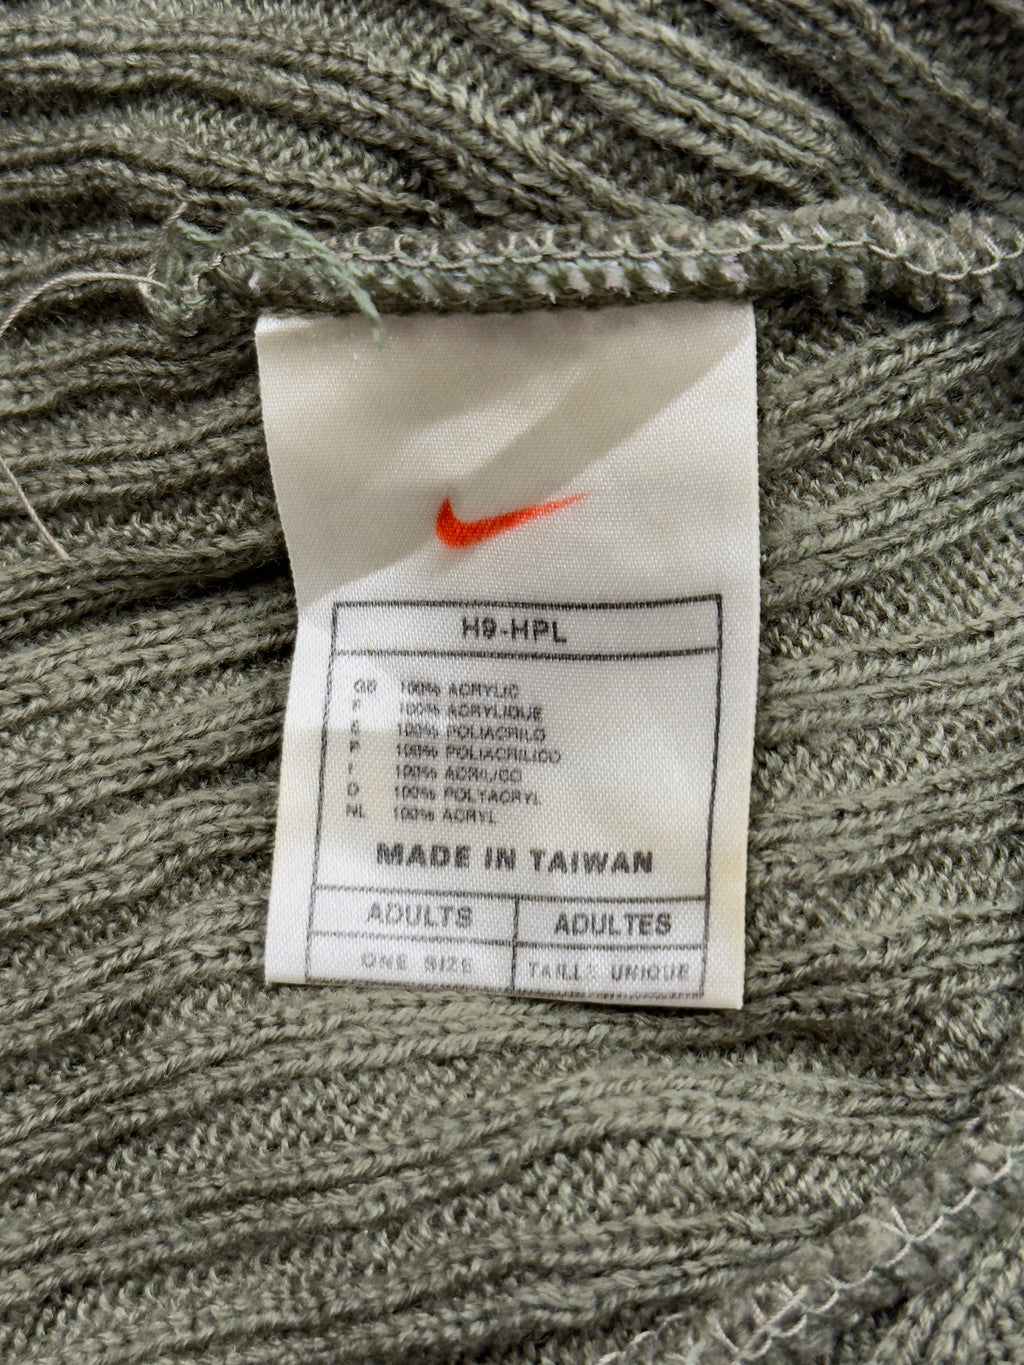 H9-HPL
GB 100% ACRYLIC
F 100% ACRYLIQUE
E 100% POLIACRILO
P 100% POLIACRILICO
I 100% ACRILICO
D 100% POLYACRYL
NL 100% ACRYL
MADE IN TAIWAN
ADULTS ADULTES
ONE SIZE TAILLE UNIQUE